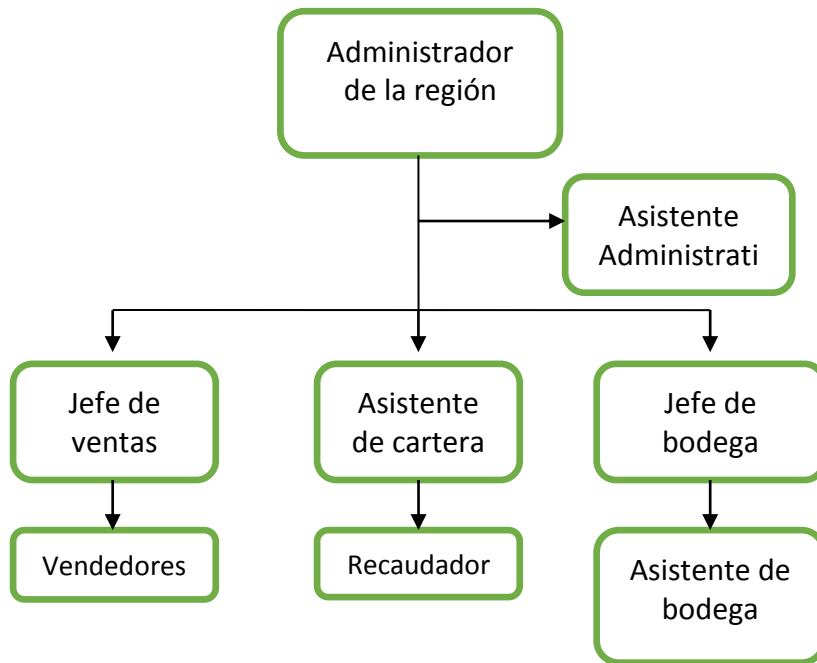 Administrador
de la región
Asistente
Administrati
Jefe de
ventas
Asistente
de cartera
Jefe de
bodega
Vendedores
Recaudador
Asistente de
bodega